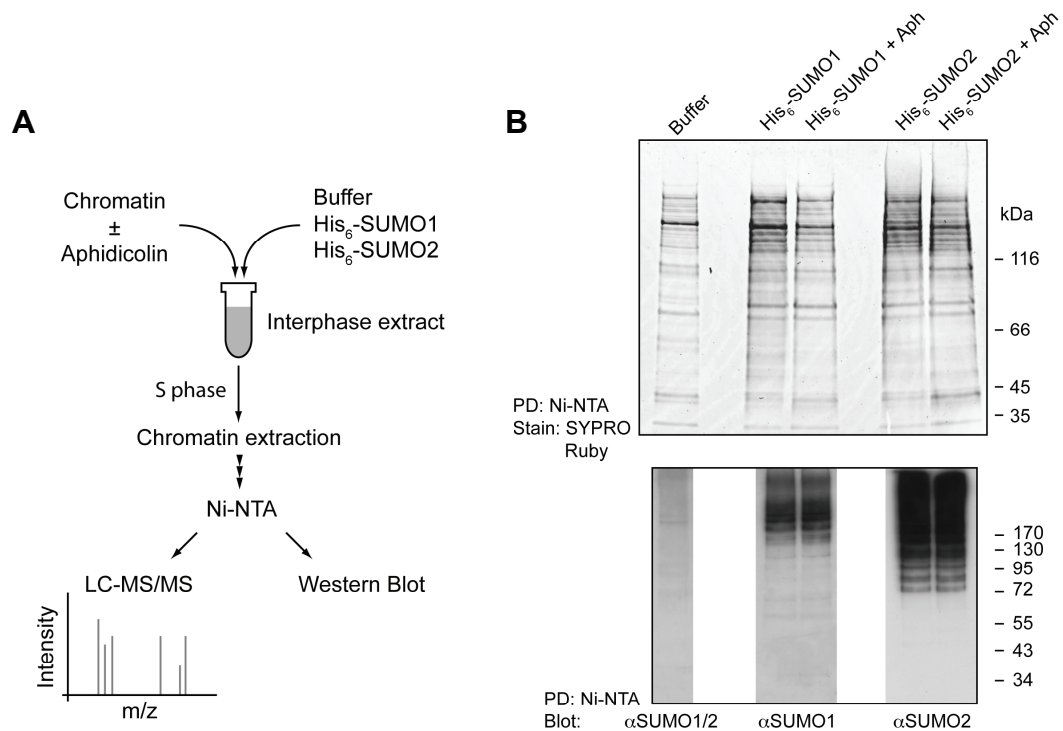 A
Chromatin
±
Aphidicolin
Buffer
His6-SUMO1
His6-SUMO2
Interphase extract
S phase
Chromatin extraction
Ni-NTA
LC-MS/MS
Western Blot
Intensity
m/z
B
Buffer
His6-SUMO1
His6-SUMO1 + Aph
His6-SUMO2
His6-SUMO2 + Aph
kDa
– 116
– 66
– 45
– 35
PD: Ni-NTA
Stain: SYPRO
Ruby
– 170
– 130
– 95
– 72
– 55
– 43
– 34
PD: Ni-NTA
Blot: αSUMO1/2 αSUMO1 αSUMO2